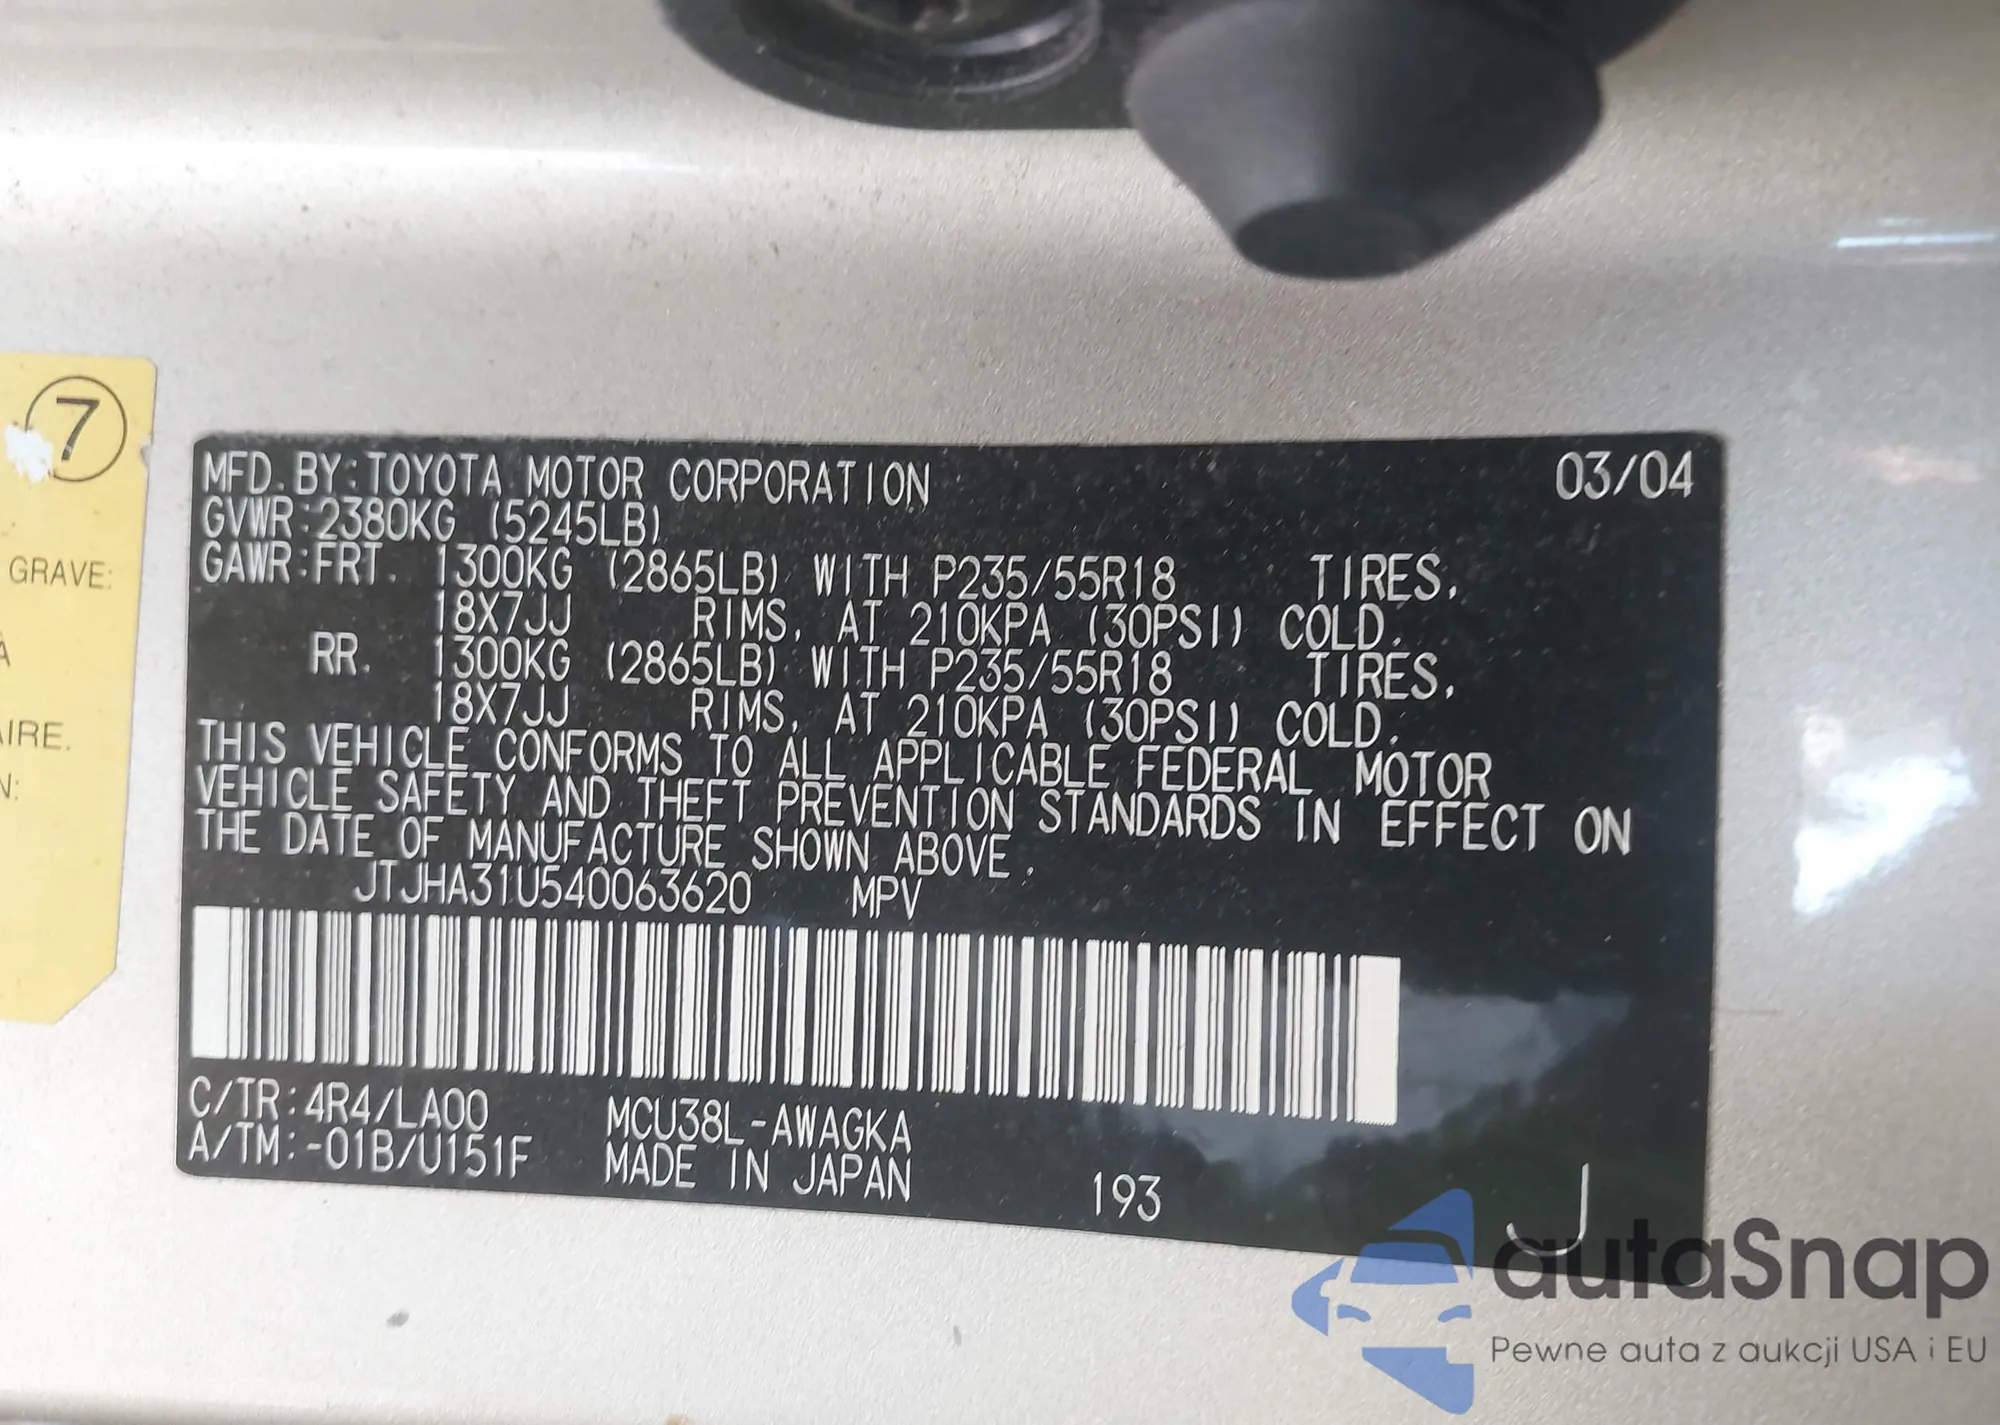 7
GRAVE:
À
AIRE.
N:
MFD. BY: TOYOTA MOTOR CORPORATION 03/04
GVWR: 2380KG (5245LB)
GAWR: FRT. 1300KG (2865LB) WITH P235/55R18 TIRES,
18X7JJ RIMS, AT 210KPA (30PSI) COLD.
RR. 1300KG (2865LB) WITH P235/55R18 TIRES,
18X7JJ RIMS, AT 210KPA (30PSI) COLD.
THIS VEHICLE CONFORMS TO ALL APPLICABLE FEDERAL MOTOR
VEHICLE SAFETY AND THEFT PREVENTION STANDARDS IN EFFECT ON
THE DATE OF MANUFACTURE SHOWN ABOVE.
JTJHA31U540063620 MPV
C/TR: 4R4/LA00 MCU38L-AWAGKA
A/TM: -01B/U151F MADE IN JAPAN 193 J
autaSnap
Pewne auta z aukcji USA i EU